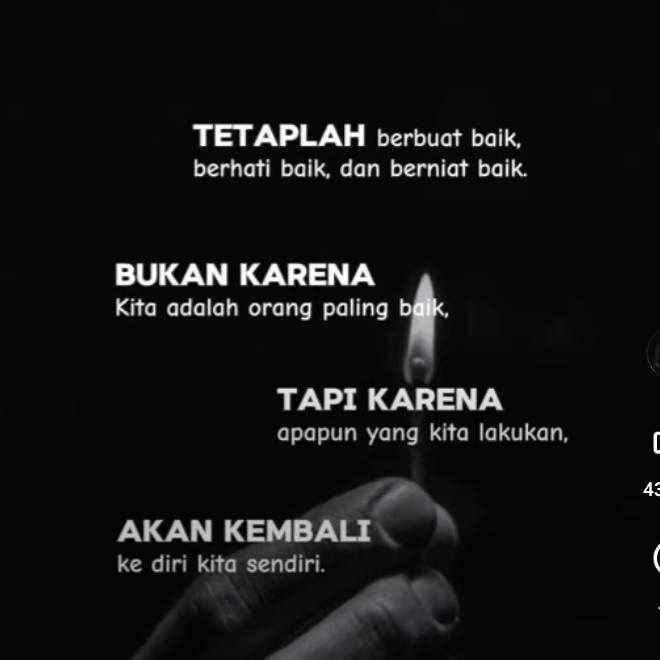 TETAPLAH berbuat baik,
berhati baik, dan berniat baik.
BUKAN KARENA
Kita adalah orang paling baik,
TAPI KARENA
apapun yang kita lakukan,
AKAN KEMBALI
ke diri kita sendiri.